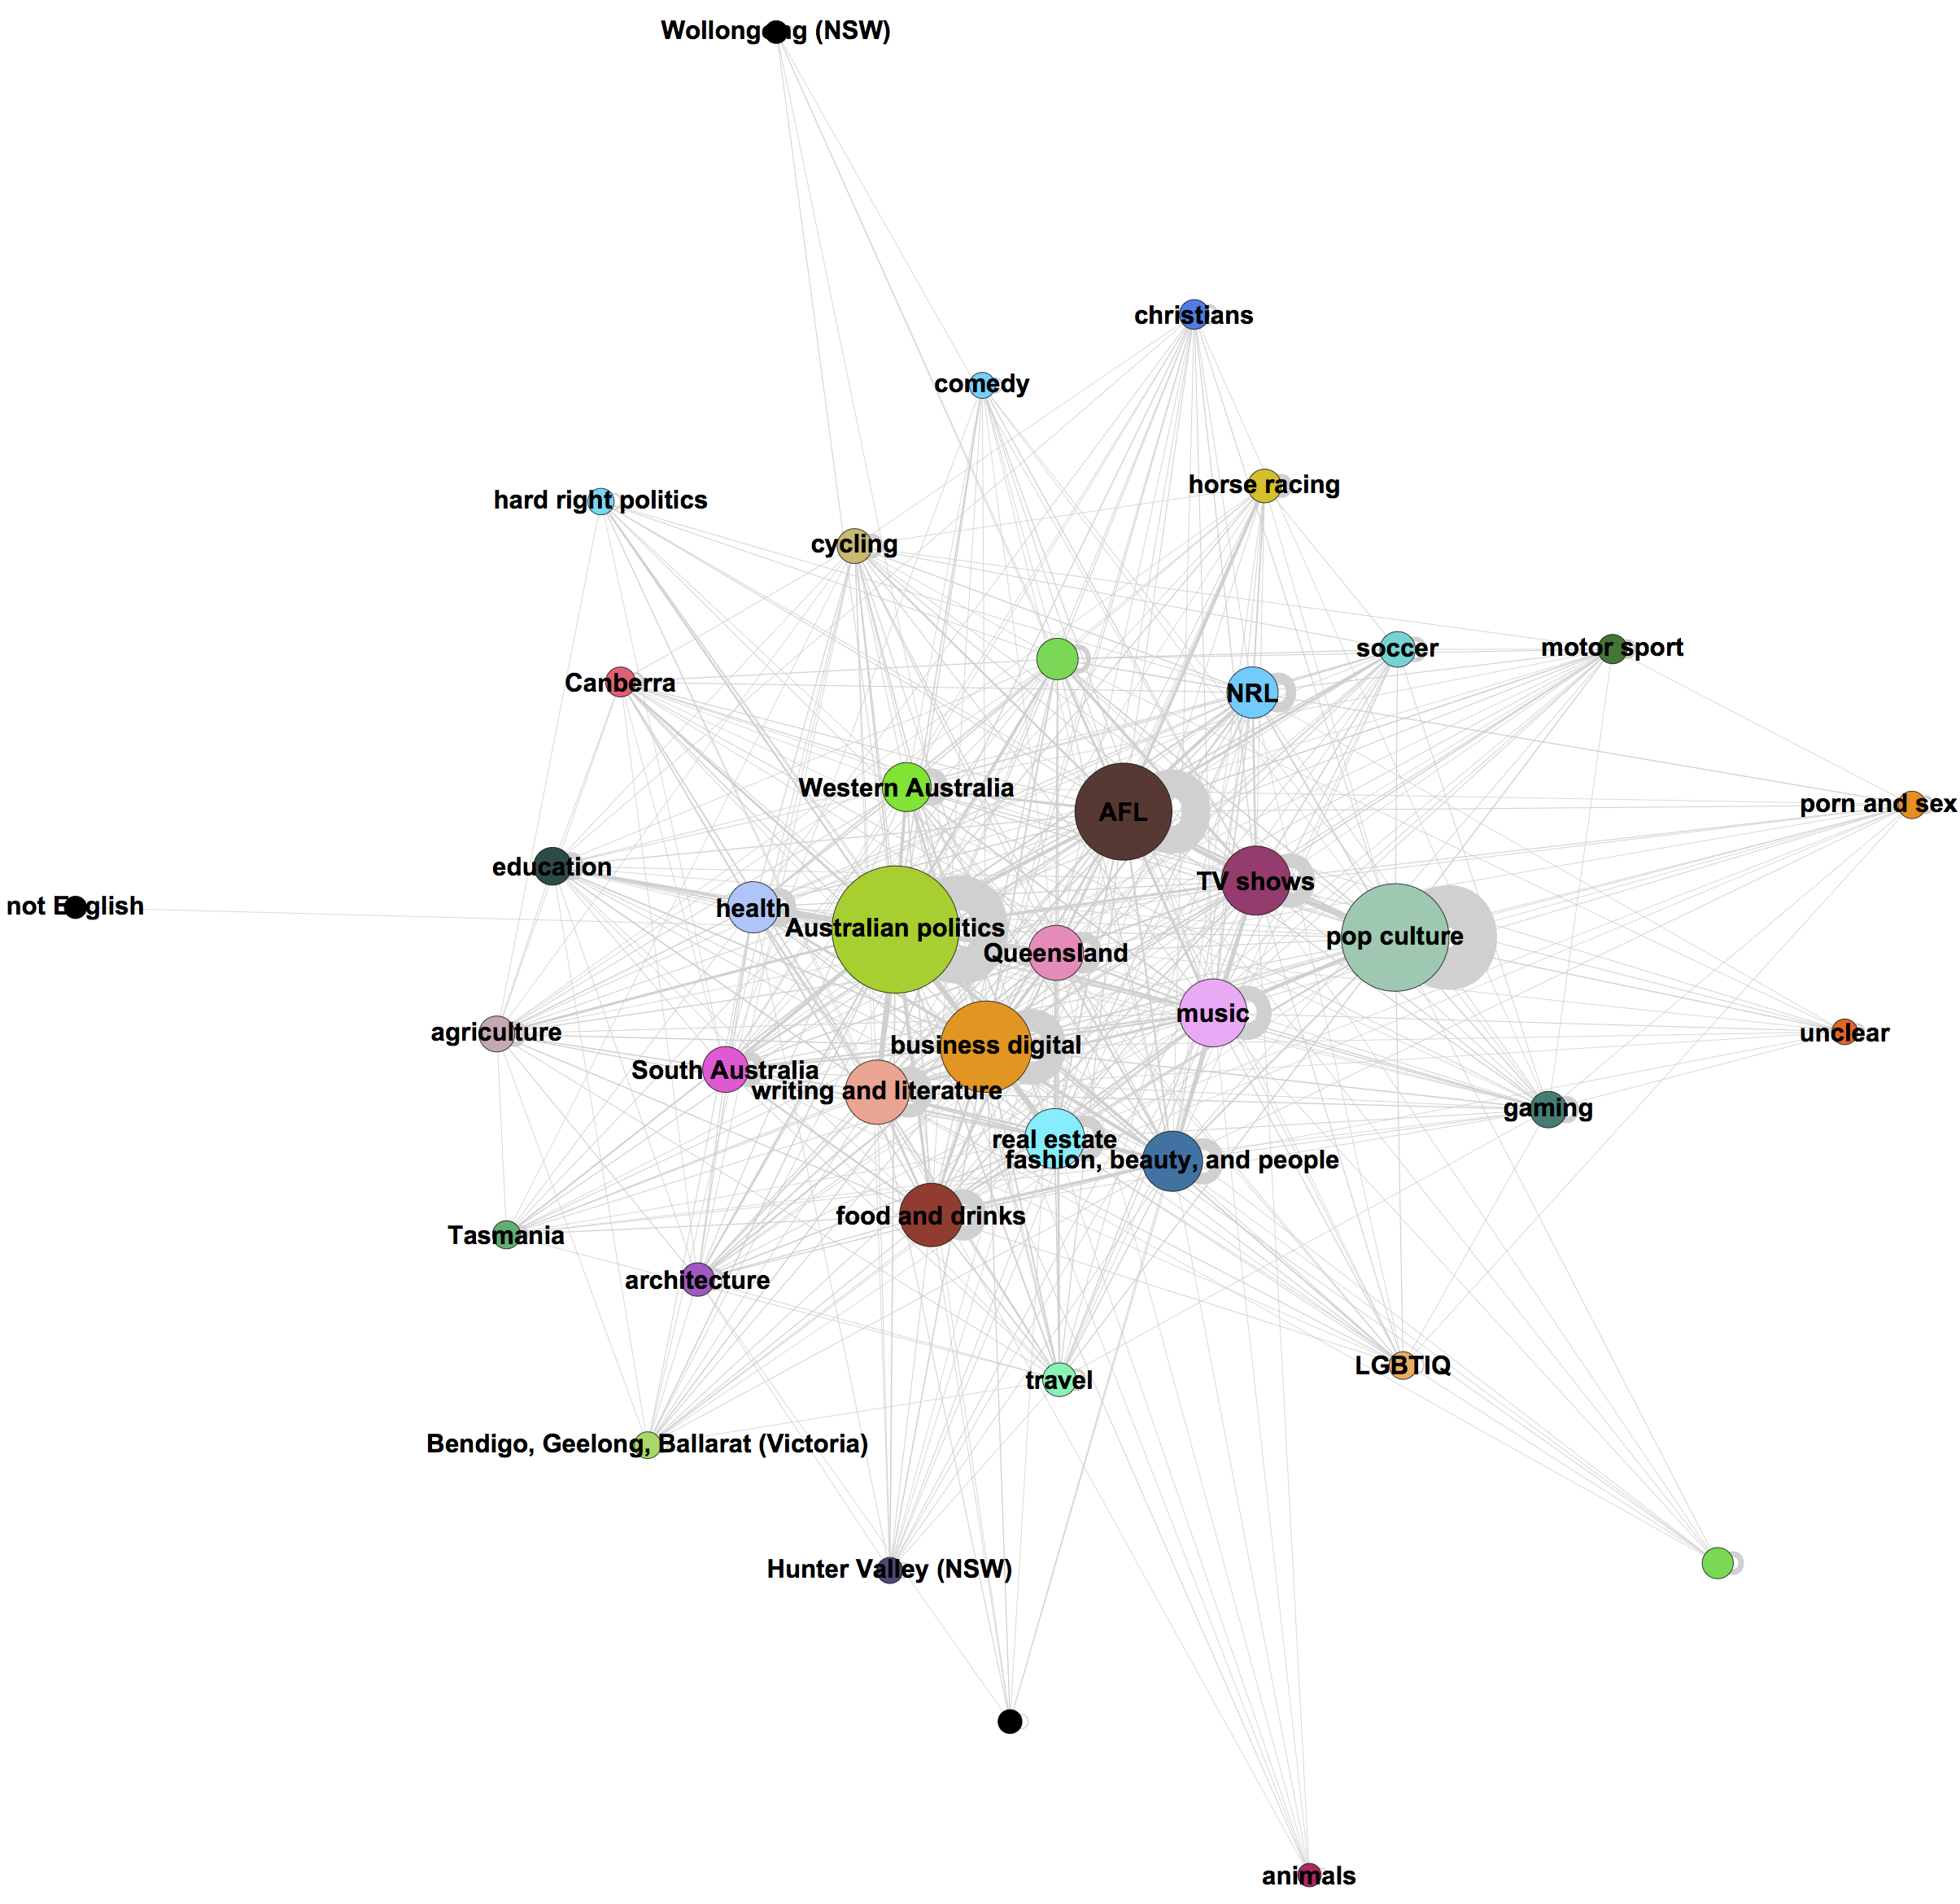 Wollongong (NSW)
christians
comedy
horse racing
hard right politics
cycling
soccer
motor sport
Canberra
NRL
Western Australia
porn and sex
AFL
education
TV shows
not English
health
Australian politics
pop culture
Queensland
music
agriculture
unclear
business digital
South Australia
writing and literature
gaming
real estate
fashion, beauty, and people
food and drinks
Tasmania
architecture
LGBTIQ
travel
Bendigo, Geelong, Ballarat (Victoria)
Hunter Valley (NSW)
animals